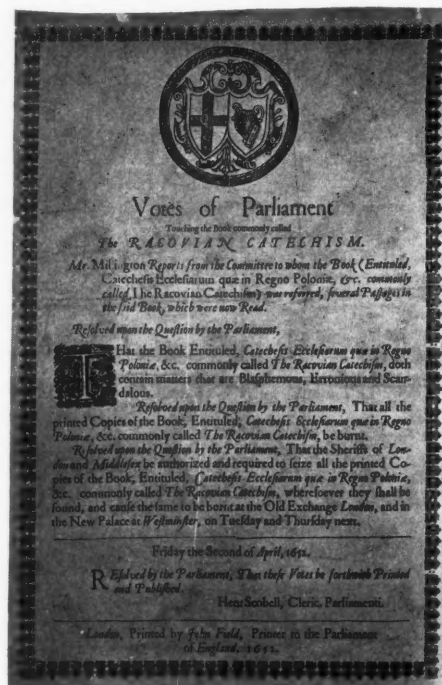 Votes of Parliament
Touching the Book commonly called
The RACOVIAN CATECHISM.
Mr. Millington Reports from the Committee to whom the Book (Entituled,
Catechesis Ecclesiarum quæ in Regno Poloniæ, &c. commonly
called, The Racovian Catechism) was referred, several Passages in
the said Book, which were now Read.
Resolved upon the Question by the Parliament,
THat the Book Entituled, Catechesis Ecclesiarum quæ in Regno
Poloniæ, &c. commonly called The Racovian Catechism, doth
contain matters that are Blasphemous, Erroneous and Scan-
dalous.
Resolved upon the Question by the Parliament, That all the
printed Copies of the Book, Entituled, Catechesis Ecclesiarum quæ in Regno
Poloniæ, &c. commonly called The Racovian Catechism, be burnt.
Resolved upon the Question by the Parliament, That the Sheriffs of Lon-
don and Middlesex be authorized and required to seize all the printed Co-
pies of the Book, Entituled, Catechesis Ecclesiarum quæ in Regno Poloniæ,
&c. commonly called The Racovian Catechism, wheresoever they shall be
found, and cause the same to be burnt at the Old Exchange London, and in
the New Palace at Westminster, on Tuesday and Thursday next.
Friday the Second of April, 1652.
REsolved by the Parliament, That these Votes be forthwith Printed
and Published.
Hen: Scobell, Cleric. Parliamenti.
London, Printed by John Field, Printer to the Parliament
of England, 1652.